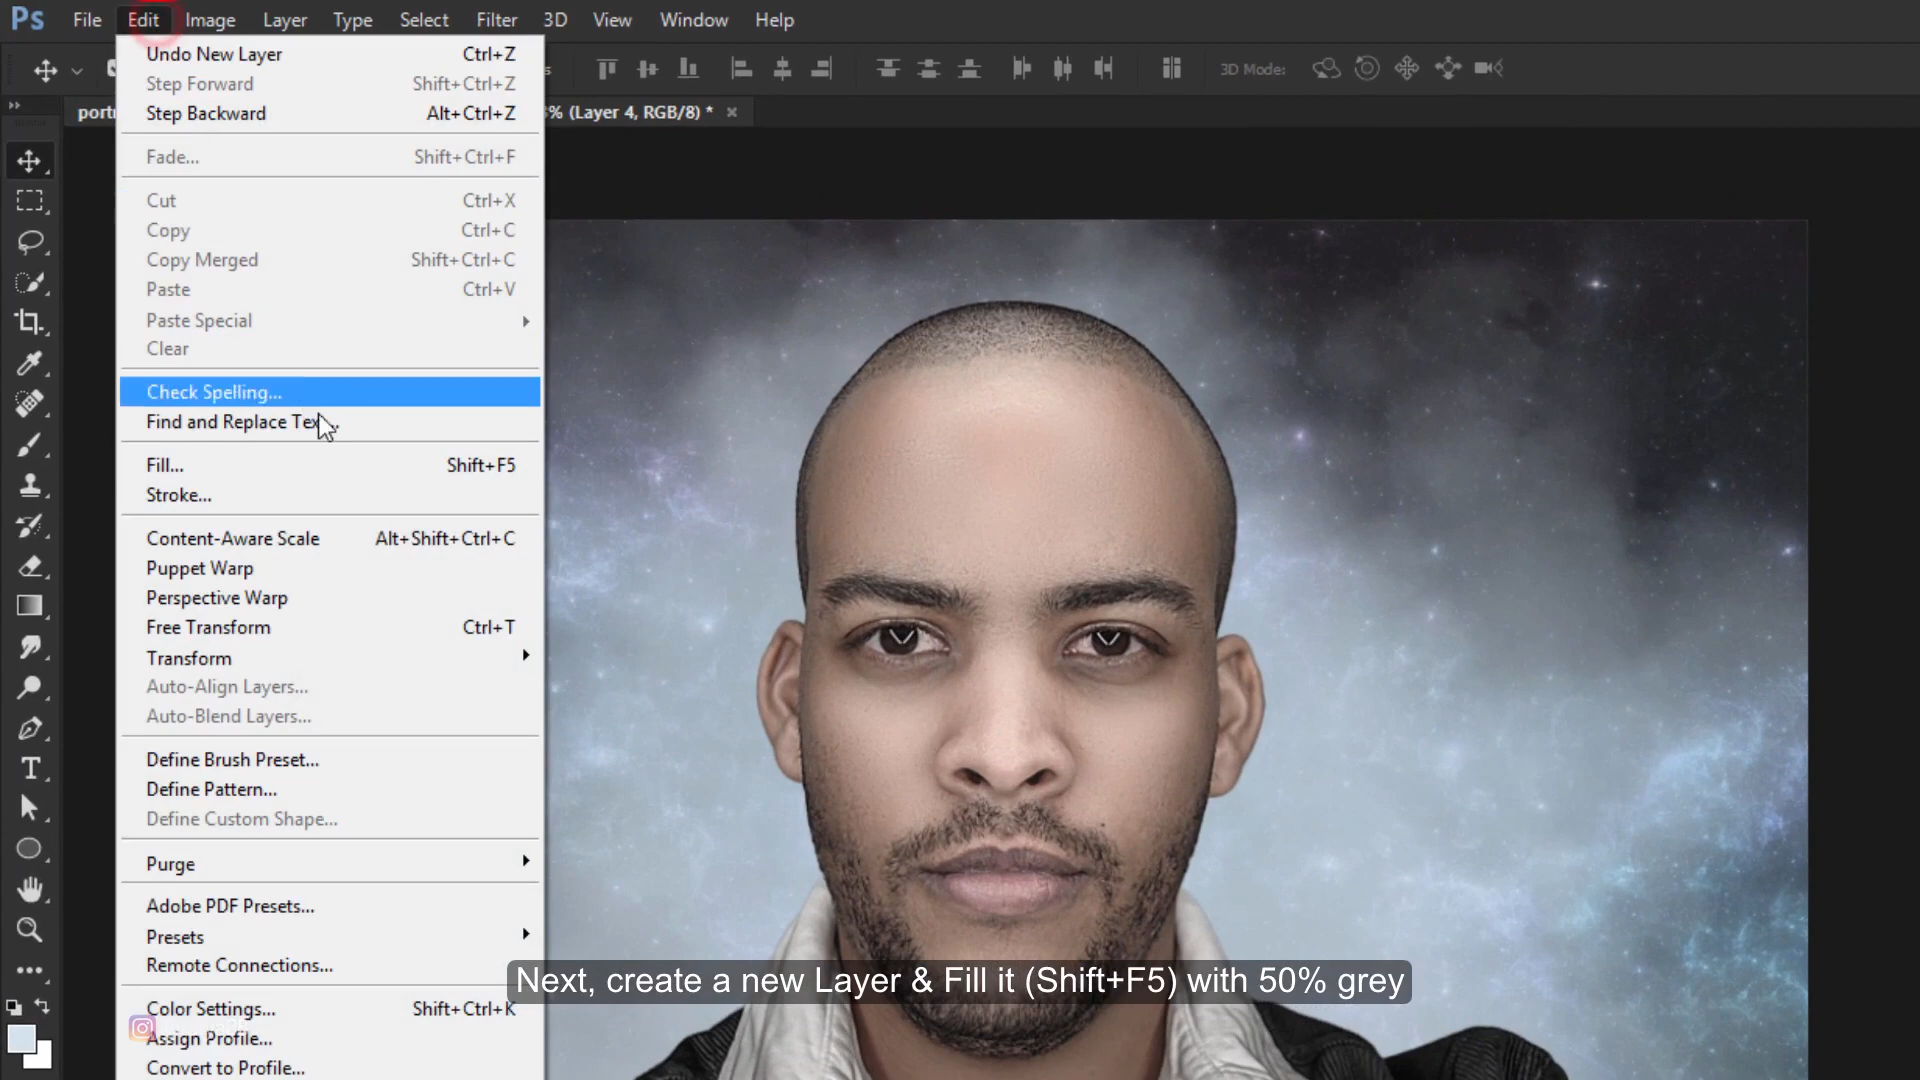 Ps File Edit Image Layer Type Select Filter 3D View Window Help
3D Mode:
% (Layer 4, RGB/8) * ×
Undo New Layer Ctrl+Z
Step Forward Shift+Ctrl+Z
Step Backward Alt+Ctrl+Z
Fade... Shift+Ctrl+F
Cut Ctrl+X
Copy Ctrl+C
Copy Merged Shift+Ctrl+C
Paste Ctrl+V
Paste Special
Clear
Check Spelling...
Find and Replace
Fill... Shift+F5
Stroke...
Content-Aware Scale Alt+Shift+Ctrl+C
Puppet Warp
Perspective Warp
Free Transform Ctrl+T
Transform
Auto-Align Layers...
Auto-Blend Layers...
Define Brush Preset...
Define Pattern...
Define Custom Shape...
Purge
Adobe PDF Presets...
Presets
Remote Connections...
Color Settings... Shift+Ctrl+K
Assign Profile...
Convert to Profile...
Next, create a new Layer & Fill it (Shift+F5) with 50% grey